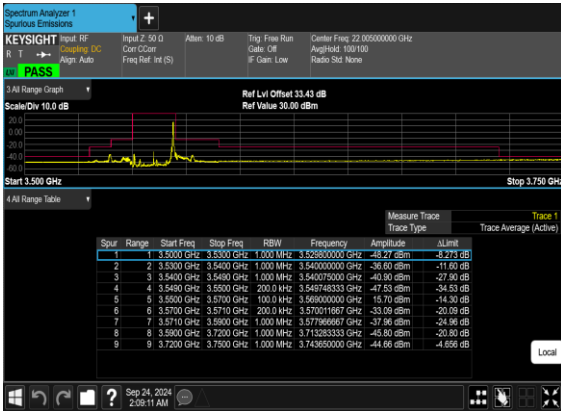 Spectrum Analyzer 1
Spurious Emissions
+
KEYSIGHT Input: RF Input Z: 50 Ω Atten: 10 dB Trig: Free Run Center Freq: 22.005000000 GHz
R T Coupling: DC Corr CCorr Gate: Off Avg|Hold: 100/100
Align: Auto Freq Ref: Int (S) IF Gain: Low Radio Std: None
LW PASS
3 All Range Graph
Ref Lvl Offset 33.43 dB
Scale/Div 10.0 dB Ref Value 30.00 dBm
20.0
0.00
-20.0
-40.0
-60.0
Start 3.500 GHz Stop 3.750 GHz
4 All Range Table
Measure Trace Trace 1
Trace Type Trace Average (Active)
Spur Range Start Freq Stop Freq RBW Frequency Amplitude ΔLimit
1 1 3.5000 GHz 3.5300 GHz 1.000 MHz 3.529800000 GHz -48.27 dBm -8.273 dB
2 2 3.5300 GHz 3.5400 GHz 1.000 MHz 3.540000000 GHz -36.60 dBm -11.60 dB
3 3 3.5400 GHz 3.5490 GHz 1.000 MHz 3.540075000 GHz -40.90 dBm -27.90 dB
4 4 3.5490 GHz 3.5500 GHz 200.0 kHz 3.549748333 GHz -47.53 dBm -34.53 dB
5 5 3.5500 GHz 3.5700 GHz 100.0 kHz 3.569000000 GHz 15.70 dBm -14.30 dB
6 6 3.5700 GHz 3.5710 GHz 200.0 kHz 3.570011667 GHz -33.09 dBm -20.09 dB
7 7 3.5710 GHz 3.5900 GHz 1.000 MHz 3.577966667 GHz -37.96 dBm -24.96 dB
8 8 3.5900 GHz 3.7200 GHz 1.000 MHz 3.713283333 GHz -45.80 dBm -20.80 dB
9 9 3.7200 GHz 3.7500 GHz 1.000 MHz 3.743650000 GHz -44.66 dBm -4.656 dB
Local
? Sep 24, 2024
2:09:11 AM